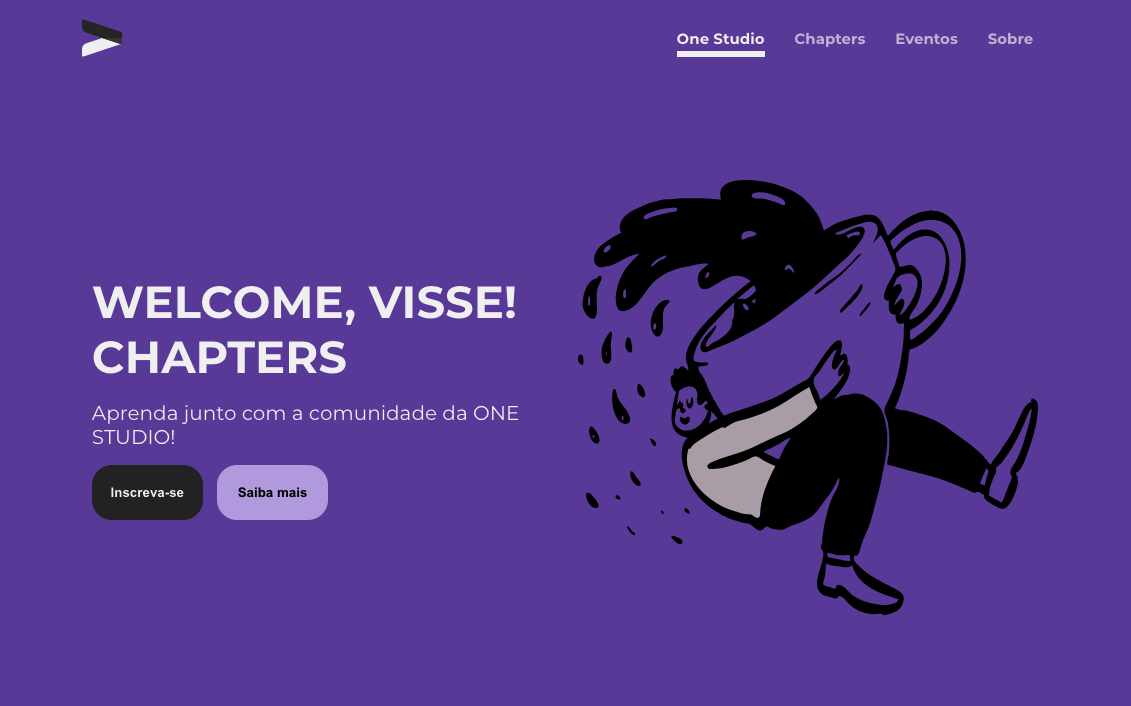 One Studio
Chapters
Eventos
Sobre
WELCOME, VISSE!
CHAPTERS
Aprenda junto com a comunidade da ONE
STUDIO!
Inscreva-se
Saiba mais